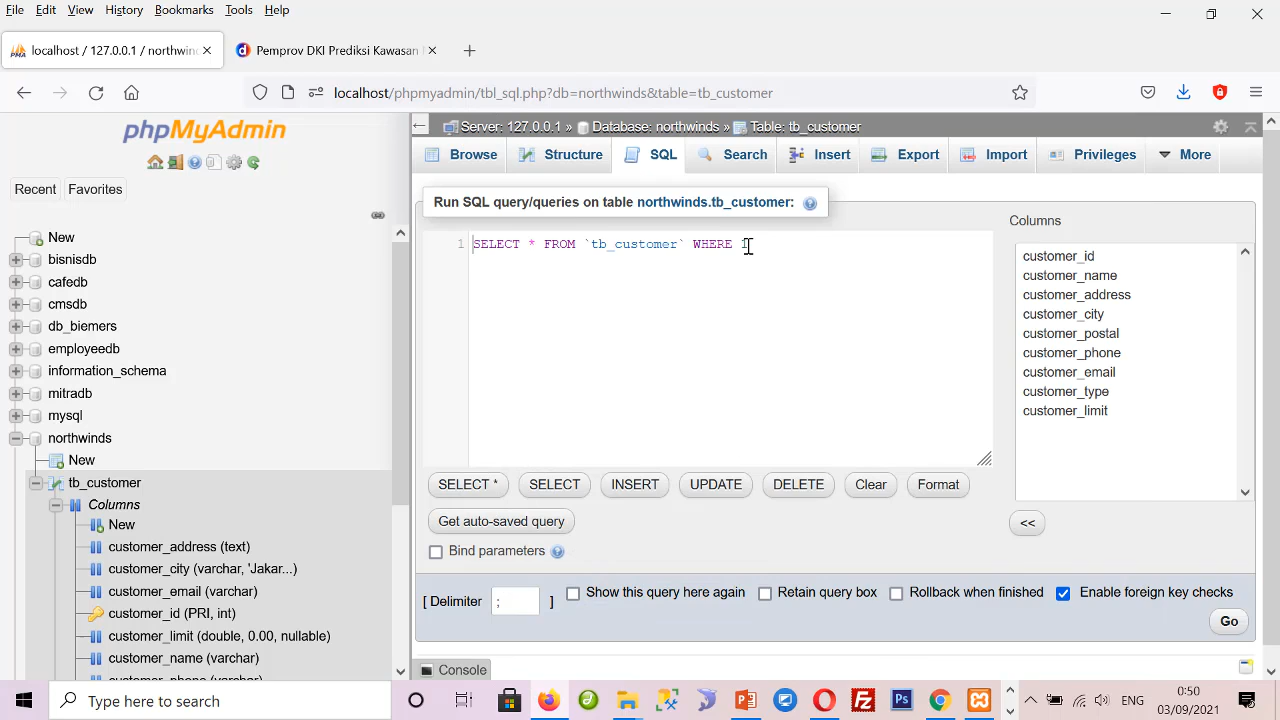 File Edit View History Bookmarks Tools Help
localhost / 127.0.0.1 / northwin
Pemprov DKI Prediksi Kawasan
localhost/phpmyadmin/tbl_sql.php?db=northwinds&table=tb_customer
phpMyAdmin
Recent Favorites
New
bisnisdb
cafedb
cmsdb
db_biemers
employeedb
information_schema
mitradb
mysql
northwinds
New
tb_customer
Columns
New
customer_address (text)
customer_city (varchar, 'Jakar...)
customer_email (varchar)
customer_id (PRI, int)
customer_limit (double, 0.00, nullable)
customer_name (varchar)
Server: 127.0.0.1 » Database: northwinds » Table: tb_customer
Browse Structure SQL Search Insert Export Import Privileges More
Run SQL query/queries on table northwinds.tb_customer:
1 SELECT * FROM `tb_customer` WHERE 1
Columns
customer_id
customer_name
customer_address
customer_city
customer_postal
customer_phone
customer_email
customer_type
customer_limit
<<
SELECT * SELECT INSERT UPDATE DELETE Clear Format
Get auto-saved query
Bind parameters
[ Delimiter ; ] Show this query here again Retain query box Rollback when finished Enable foreign key checks
Go
Console
Type here to search
ENG
0:50
03/09/2021